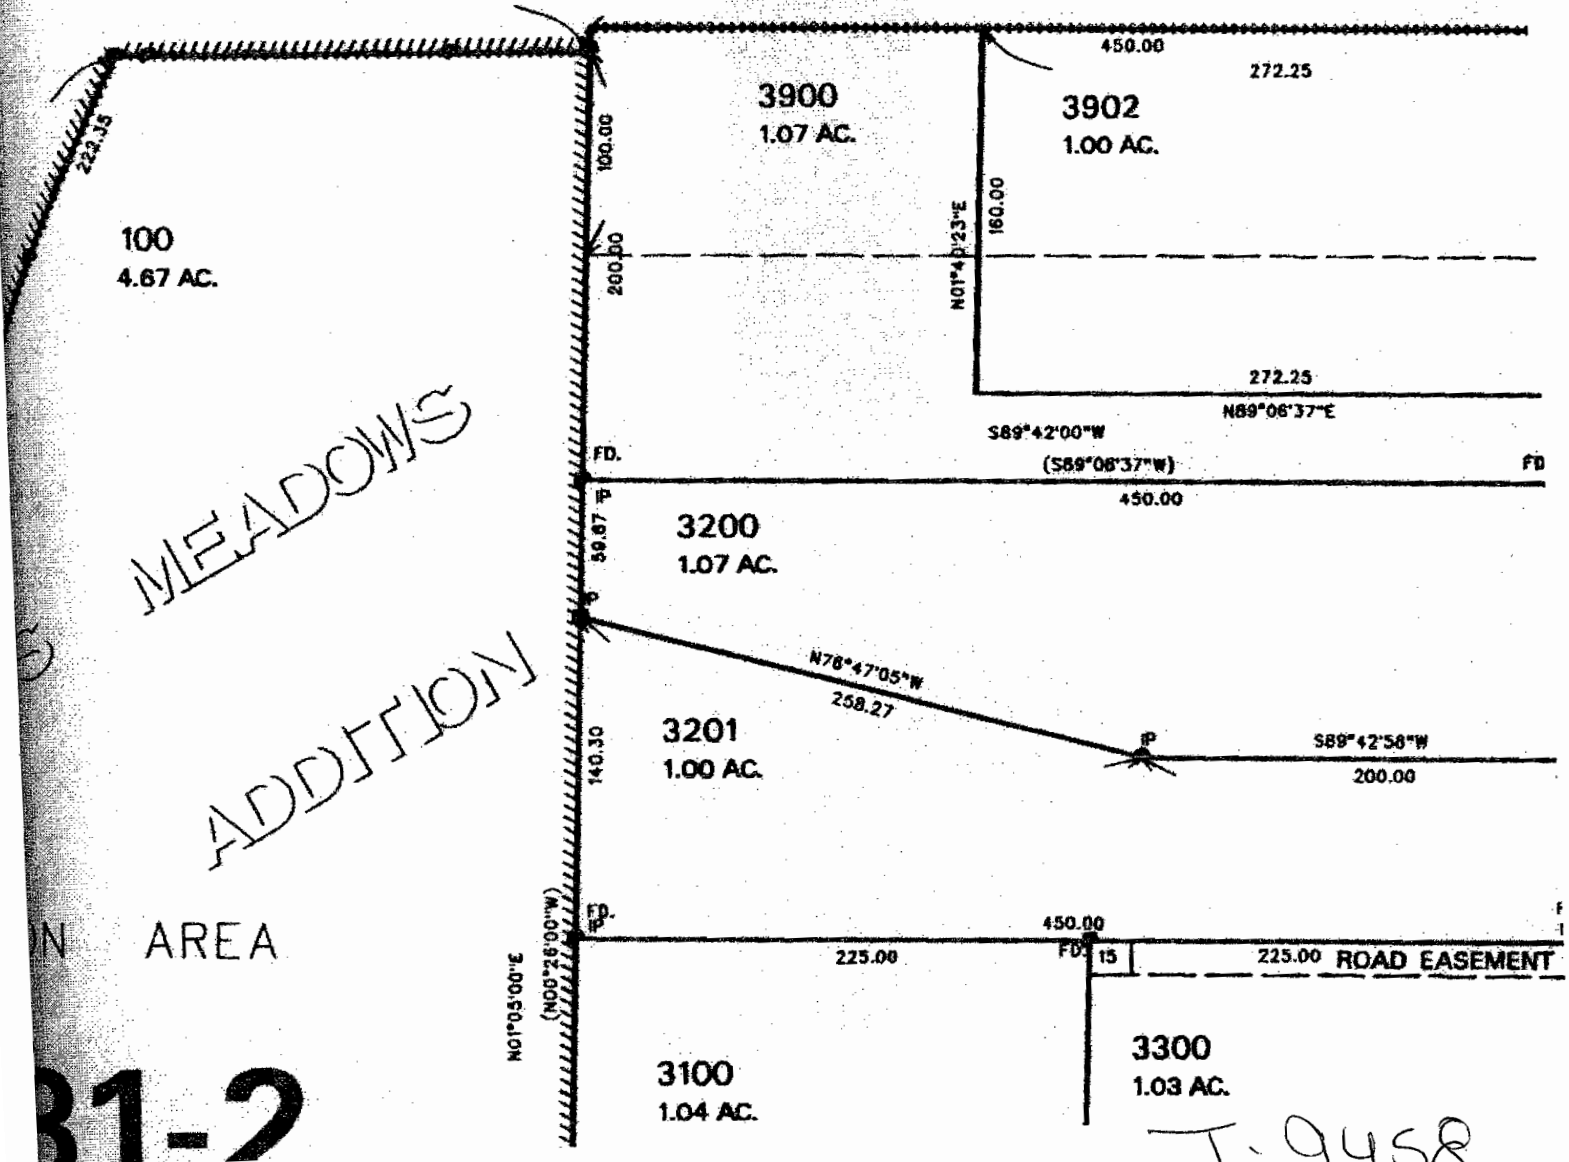 450.00
272.25
3900
1.07 AC.
3902
1.00 AC.
222.35
100.00
100
4.67 AC.
200.00
N01°40'23"E
160.00
272.25
N89°06'37"E
S89°42'00"W
(S89°06'37"W)
450.00
FD.
IP
FD
MEADOWS
59.67
3200
1.07 AC.
IP
N76°47'05"W
258.27
ADDITION
3201
1.00 AC.
140.30
IP
S89°42'58"W
200.00
N AREA
FD.
IP
450.00
225.00
FD.
15
225.00 ROAD EASEMENT
N01°05'00"E
(N00°26'00"W)
3100
1.04 AC.
3300
1.03 AC.
31-2
J-9458